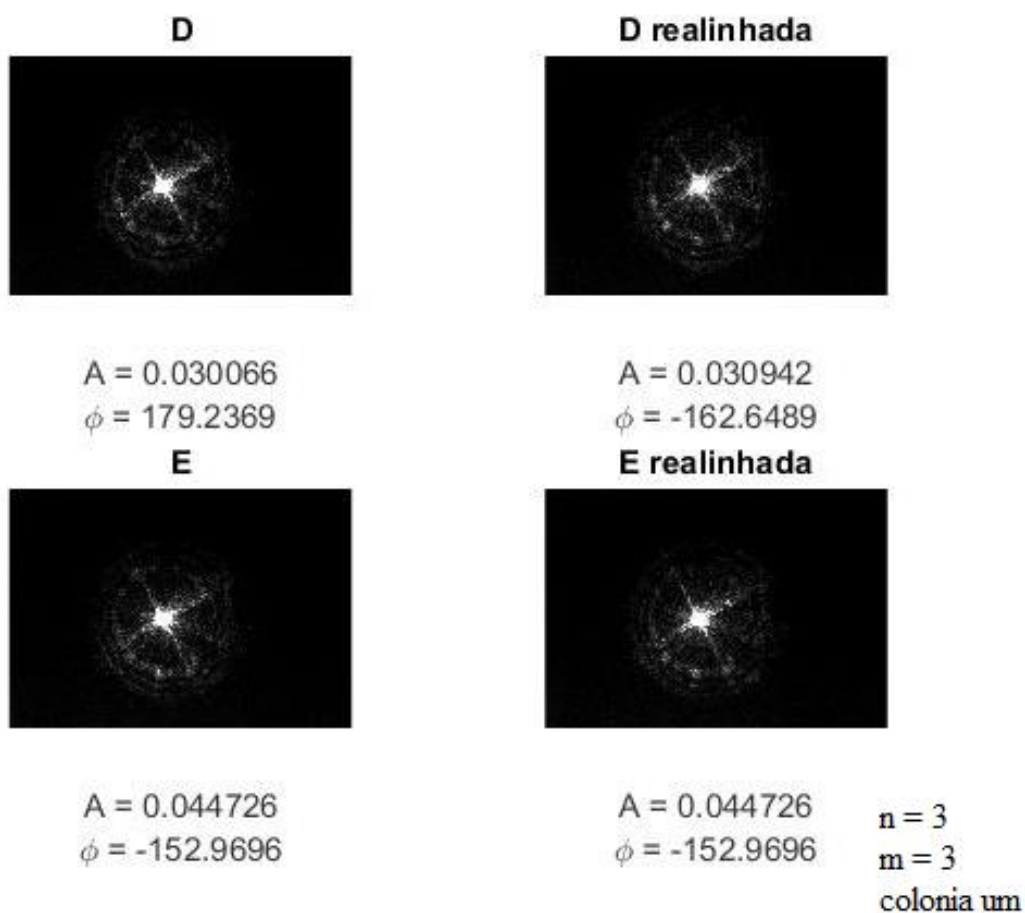 D
D realinhada
A = 0.030066
ϕ = 179.2369
A = 0.030942
ϕ = -162.6489
E
E realinhada
A = 0.044726
ϕ = -152.9696
A = 0.044726
ϕ = -152.9696
n = 3
m = 3
colonia um